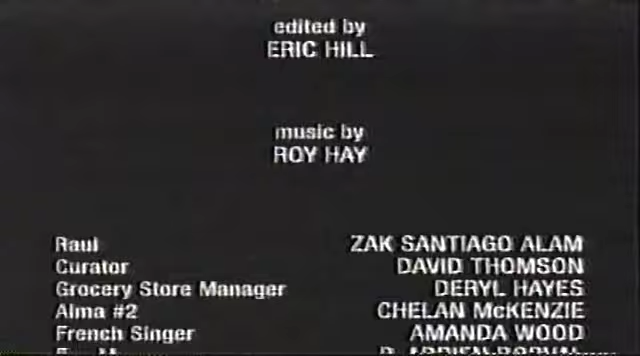 edited by
ERIC HILL
music by
ROY HAY
Raul ZAK SANTIAGO ALAM
Curator DAVID THOMSON
Grocery Store Manager DERYL HAYES
Alma #2 CHELAN McKENZIE
French Singer AMANDA WOOD